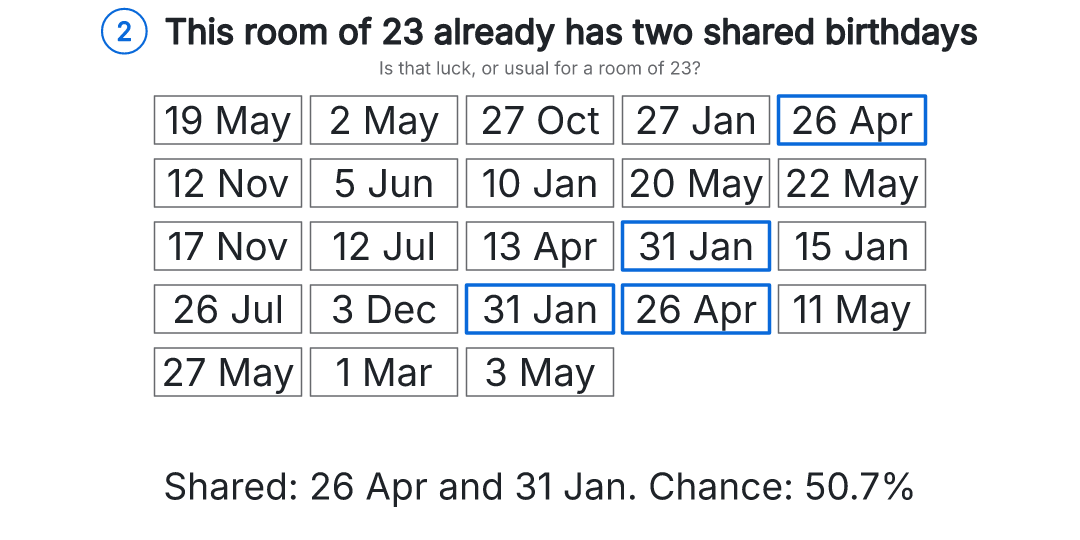 2 This room of 23 already has two shared birthdays
Is that luck, or usual for a room of 23?
19 May 2 May 27 Oct 27 Jan 26 Apr
12 Nov 5 Jun 10 Jan 20 May 22 May
17 Nov 12 Jul 13 Apr 31 Jan 15 Jan
26 Jul 3 Dec 31 Jan 26 Apr 11 May
27 May 1 Mar 3 May
Shared: 26 Apr and 31 Jan. Chance: 50.7%